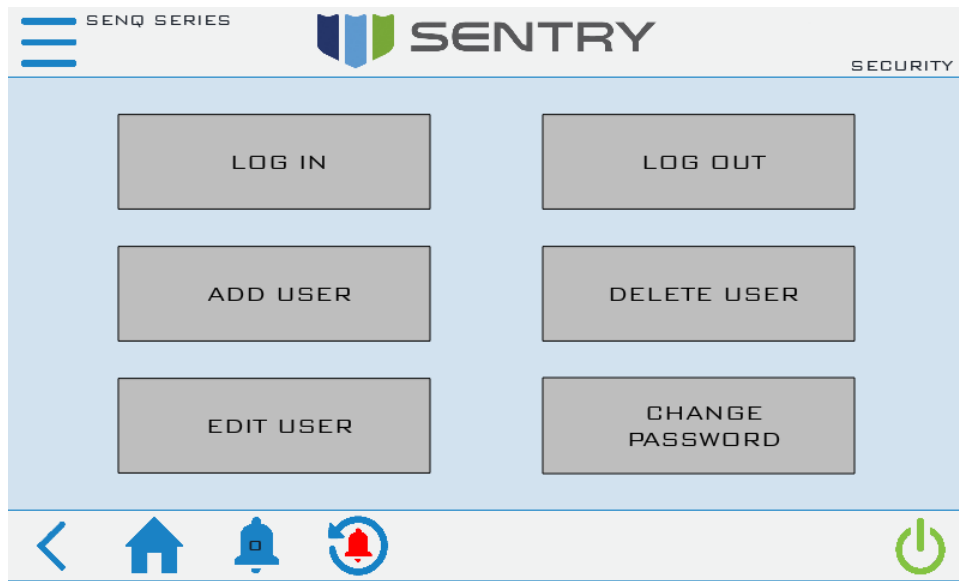 SENQ SERIES
SENTRY
SECURITY
LOG IN
LOG OUT
ADD USER
DELETE USER
EDIT USER
CHANGE
PASSWORD
0